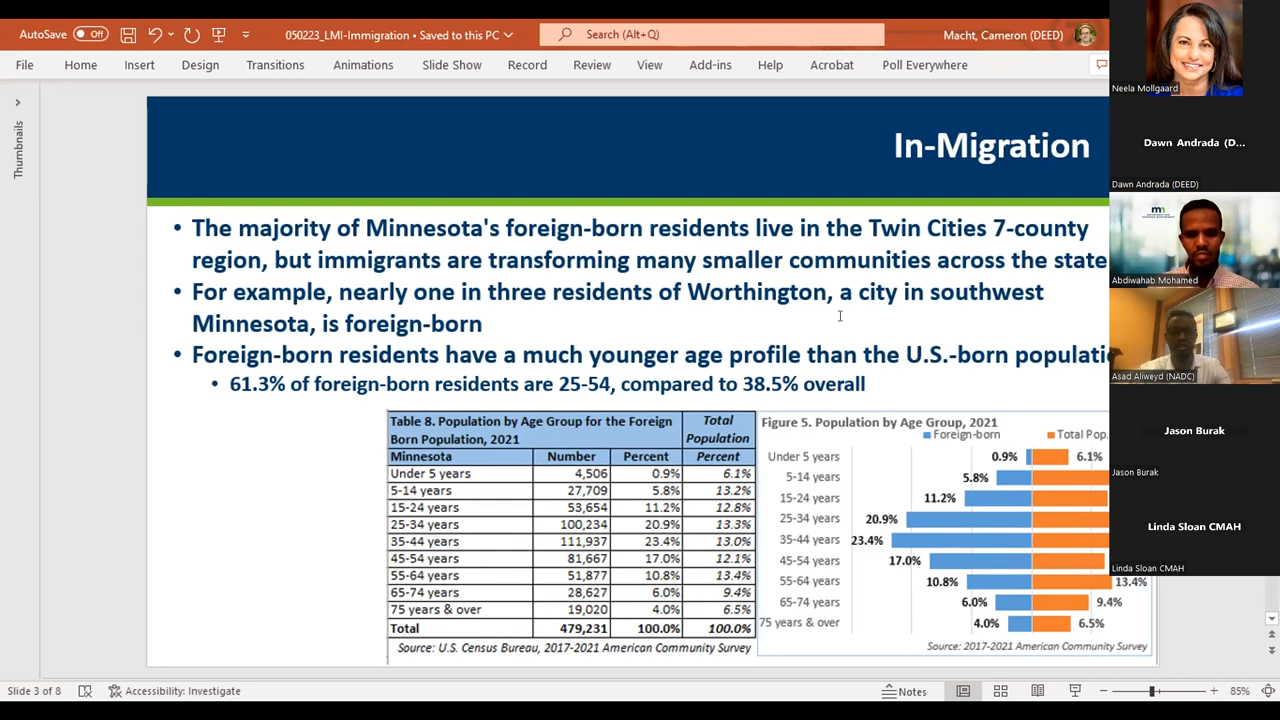 AutoSave Off
050223_LMI-Immigration • Saved to this PC
Search (Alt+Q)
Macht, Cameron (DEED)
File Home Insert Design Transitions Animations Slide Show Record Review View Add-ins Help Acrobat Poll Everywhere
Thumbnails
In-Migration
• The majority of Minnesota's foreign-born residents live in the Twin Cities 7-county
region, but immigrants are transforming many smaller communities across the state
• For example, nearly one in three residents of Worthington, a city in southwest
Minnesota, is foreign-born
• Foreign-born residents have a much younger age profile than the U.S.-born populatio
• 61.3% of foreign-born residents are 25-54, compared to 38.5% overall
Table 8. Population by Age Group for the Foreign
Born Population, 2021
Total
Population
Minnesota Number Percent Percent
Under 5 years 4,506 0.9% 6.1%
5-14 years 27,709 5.8% 13.2%
15-24 years 53,654 11.2% 12.8%
25-34 years 100,234 20.9% 13.3%
35-44 years 111,937 23.4% 13.0%
45-54 years 81,667 17.0% 12.1%
55-64 years 51,877 10.8% 13.4%
65-74 years 28,627 6.0% 9.4%
75 years & over 19,020 4.0% 6.5%
Total 479,231 100.0% 100.0%
Source: U.S. Census Bureau, 2017-2021 American Community Survey
Figure 5. Population by Age Group, 2021
Foreign-born Total Pop.
Under 5 years 0.9% 6.1%
5-14 years 5.8%
15-24 years 11.2%
25-34 years 20.9%
35-44 years 23.4%
45-54 years 17.0%
55-64 years 10.8% 13.4%
65-74 years 6.0% 9.4%
75 years & over 4.0% 6.5%
Source: 2017-2021 American Community Survey
Neela Mollgaard
Dawn Andrada (D...
Dawn Andrada (DEED)
Abdiwahab Mohamed
Asad Aliweyd (NADC)
Jason Burak
Jason Burak
Linda Sloan CMAH
Linda Sloan CMAH
Slide 3 of 8
Accessibility: Investigate
Notes
85%